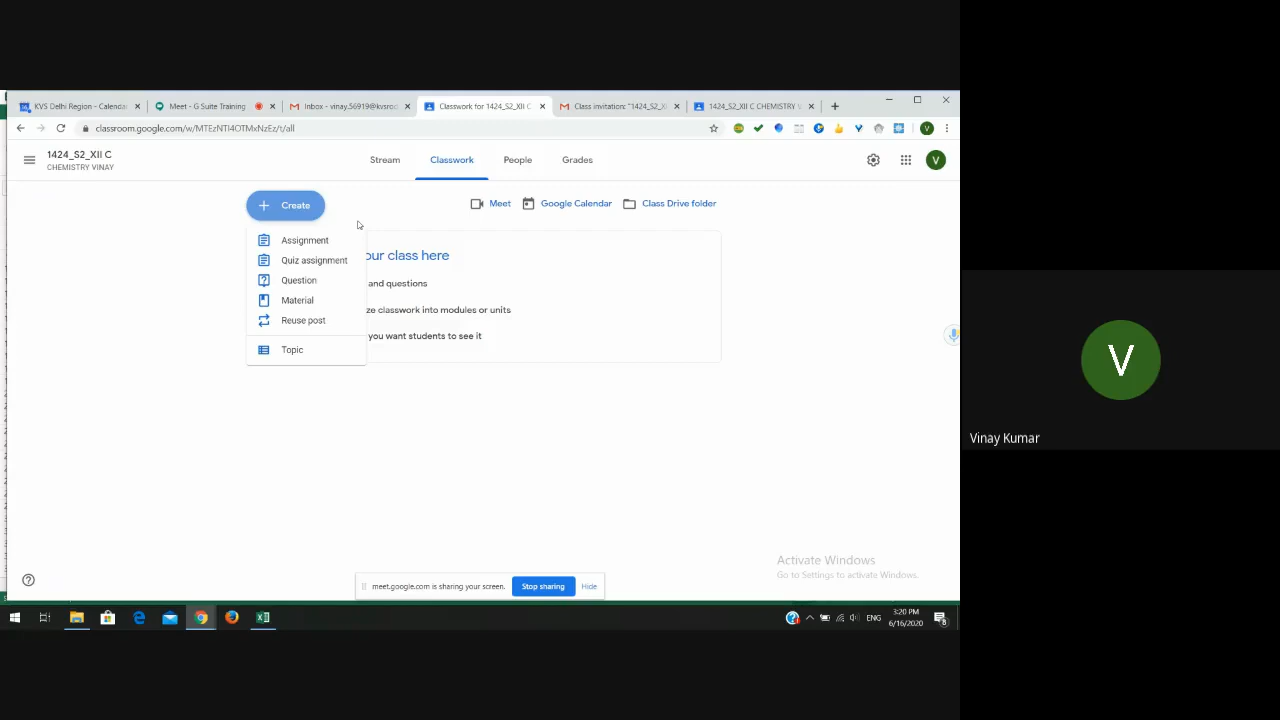 KVS Delhi Region - Calenda
Meet - G Suite Training
Inbox - vinay.56919@kvsro
Classwork for 1424_S2_XII C
Class invitation: "1424_S2_XI
1424_S2_XII C CHEMISTRY V
classroom.google.com/w/MTEzNTI4OTMxNzEz/t/all
V
1424_S2_XII C
CHEMISTRY VINAY
Stream
Classwork
People
Grades
V
Create
Meet
Google Calendar
Class Drive folder
Assignment
Quiz assignment
Question
Material
Reuse post
Topic
our class here
and questions
ze classwork into modules or units
you want students to see it
V
Vinay Kumar
Activate Windows
Go to Settings to activate Windows.
meet.google.com is sharing your screen.
Stop sharing
Hide
ENG
3:20 PM
6/16/2020